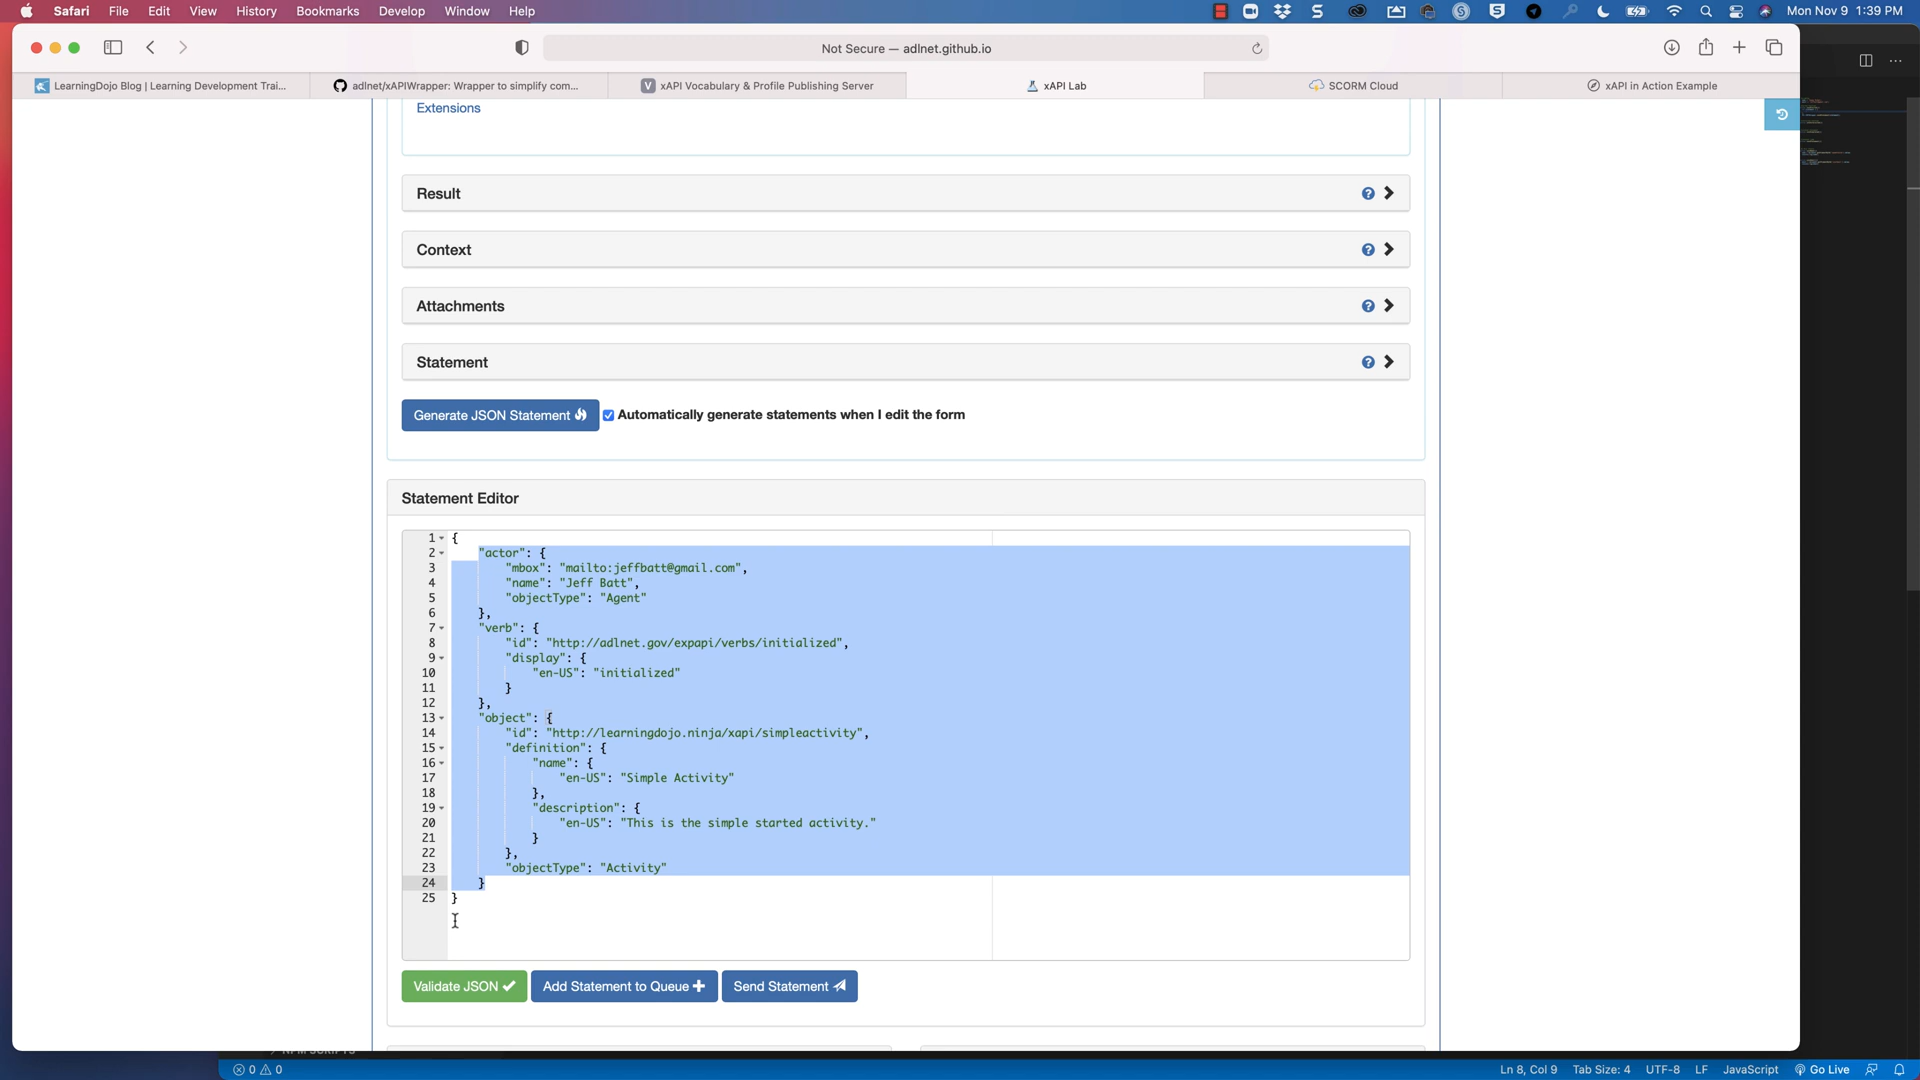 Safari File Edit View History Bookmarks Develop Window Help Mon Nov 9 1:39 PM
Not Secure — adlnet.github.io
LearningDojo Blog | Learning Development Trai... adlnet/xAPIWrapper: Wrapper to simplify com... xAPI Vocabulary & Profile Publishing Server xAPI Lab SCORM Cloud xAPI in Action Example
Extensions
Result
Context
Attachments
Statement
Generate JSON Statement Automatically generate statements when I edit the form
Statement Editor
1 {
2 "actor": {
3 "mbox": "mailto:jeffbatt@gmail.com",
4 "name": "Jeff Batt",
5 "objectType": "Agent"
6 },
7 "verb": {
8 "id": "http://adlnet.gov/expapi/verbs/initialized",
9 "display": {
10 "en-US": "initialized"
11 }
12 },
13 "object": {
14 "id": "http://learningdojo.ninja/xapi/simpleactivity",
15 "definition": {
16 "name": {
17 "en-US": "Simple Activity"
18 },
19 "description": {
20 "en-US": "This is the simple started activity."
21 }
22 },
23 "objectType": "Activity"
24 }
25 }
Validate JSON Add Statement to Queue Send Statement
NPM SCRIPTS
0 0 Ln 8, Col 9 Tab Size: 4 UTF-8 LF JavaScript Go Live